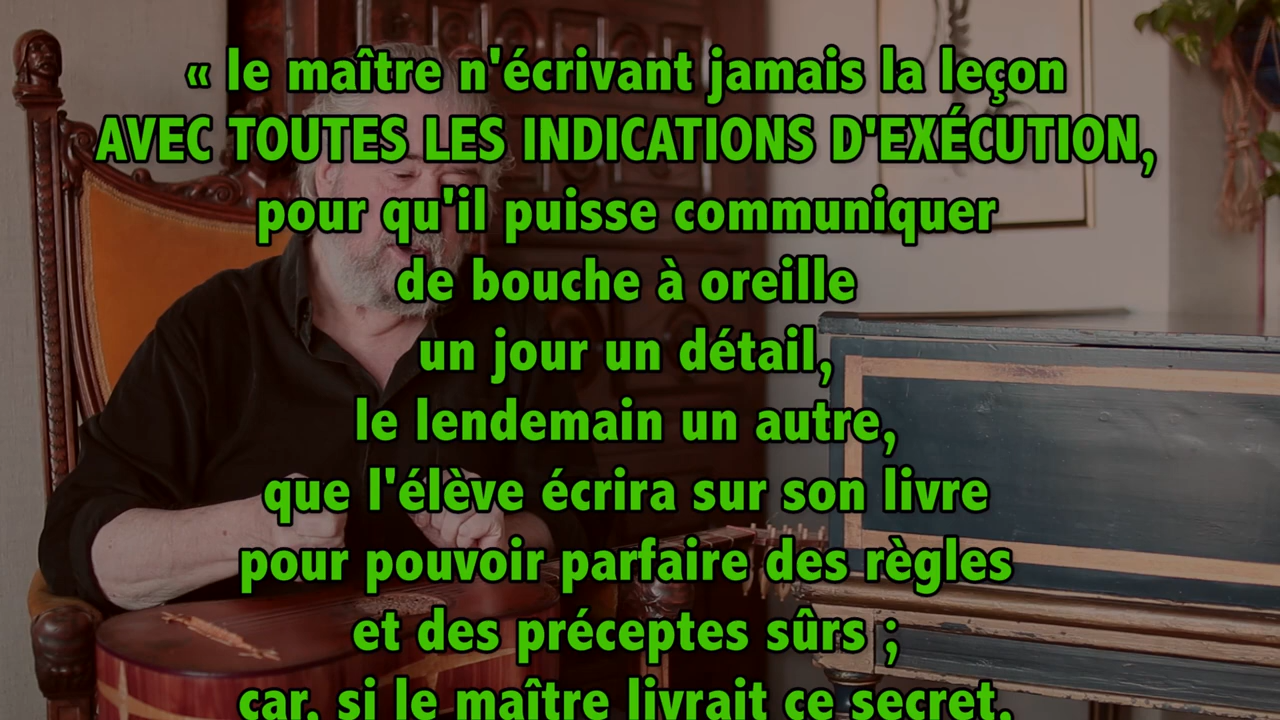 « le maître n'écrivant jamais la leçon
AVEC TOUTES LES INDICATIONS D'EXÉCUTION,
pour qu'il puisse communiquer
de bouche à oreille
un jour un détail,
le lendemain un autre,
que l'élève écrira sur son livre
pour pouvoir parfaire des règles
et des préceptes sûrs ;
car, si le maître livrait ce secret,